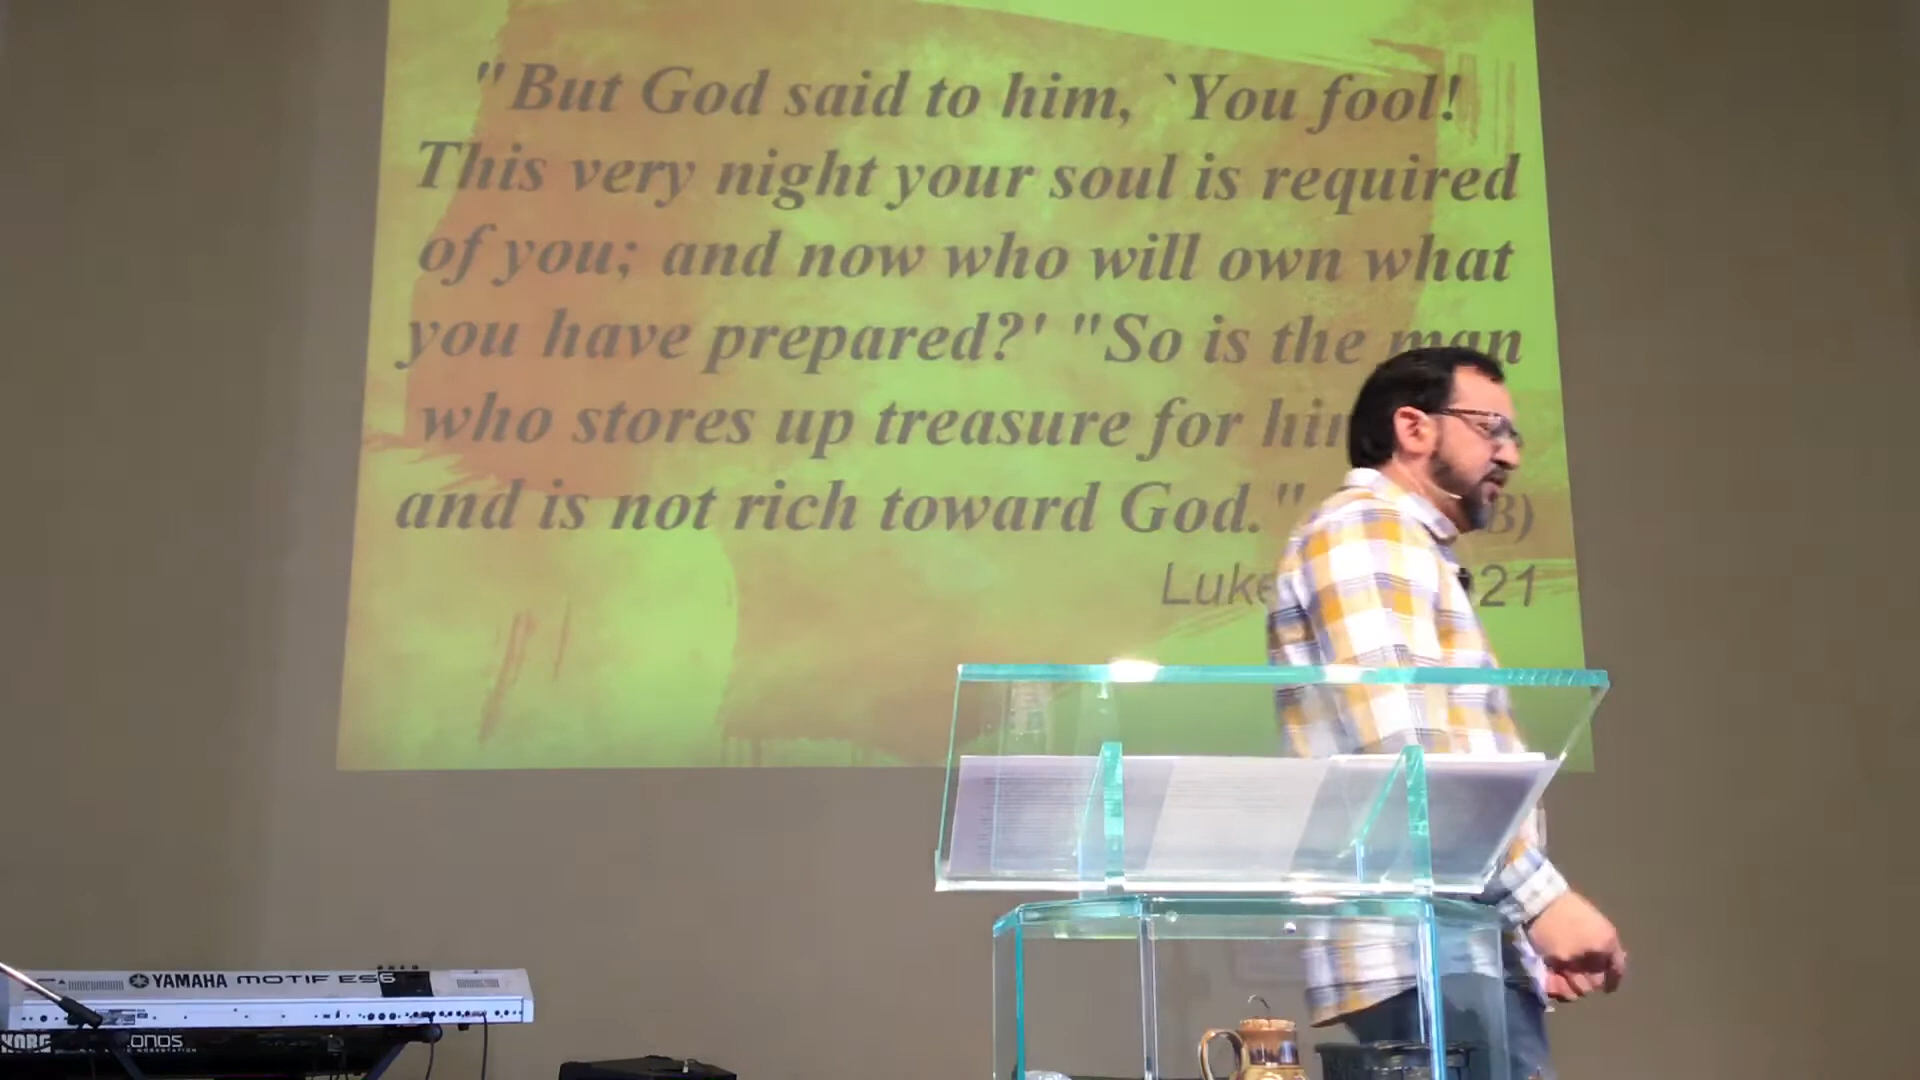 "But God said to him, `You fool!
This very night your soul is required
of you; and now who will own what
you have prepared?' "So is the man
who stores up treasure for
and is not rich toward God."
Luke 21
YAMAHA MOTIF ES6
KORG